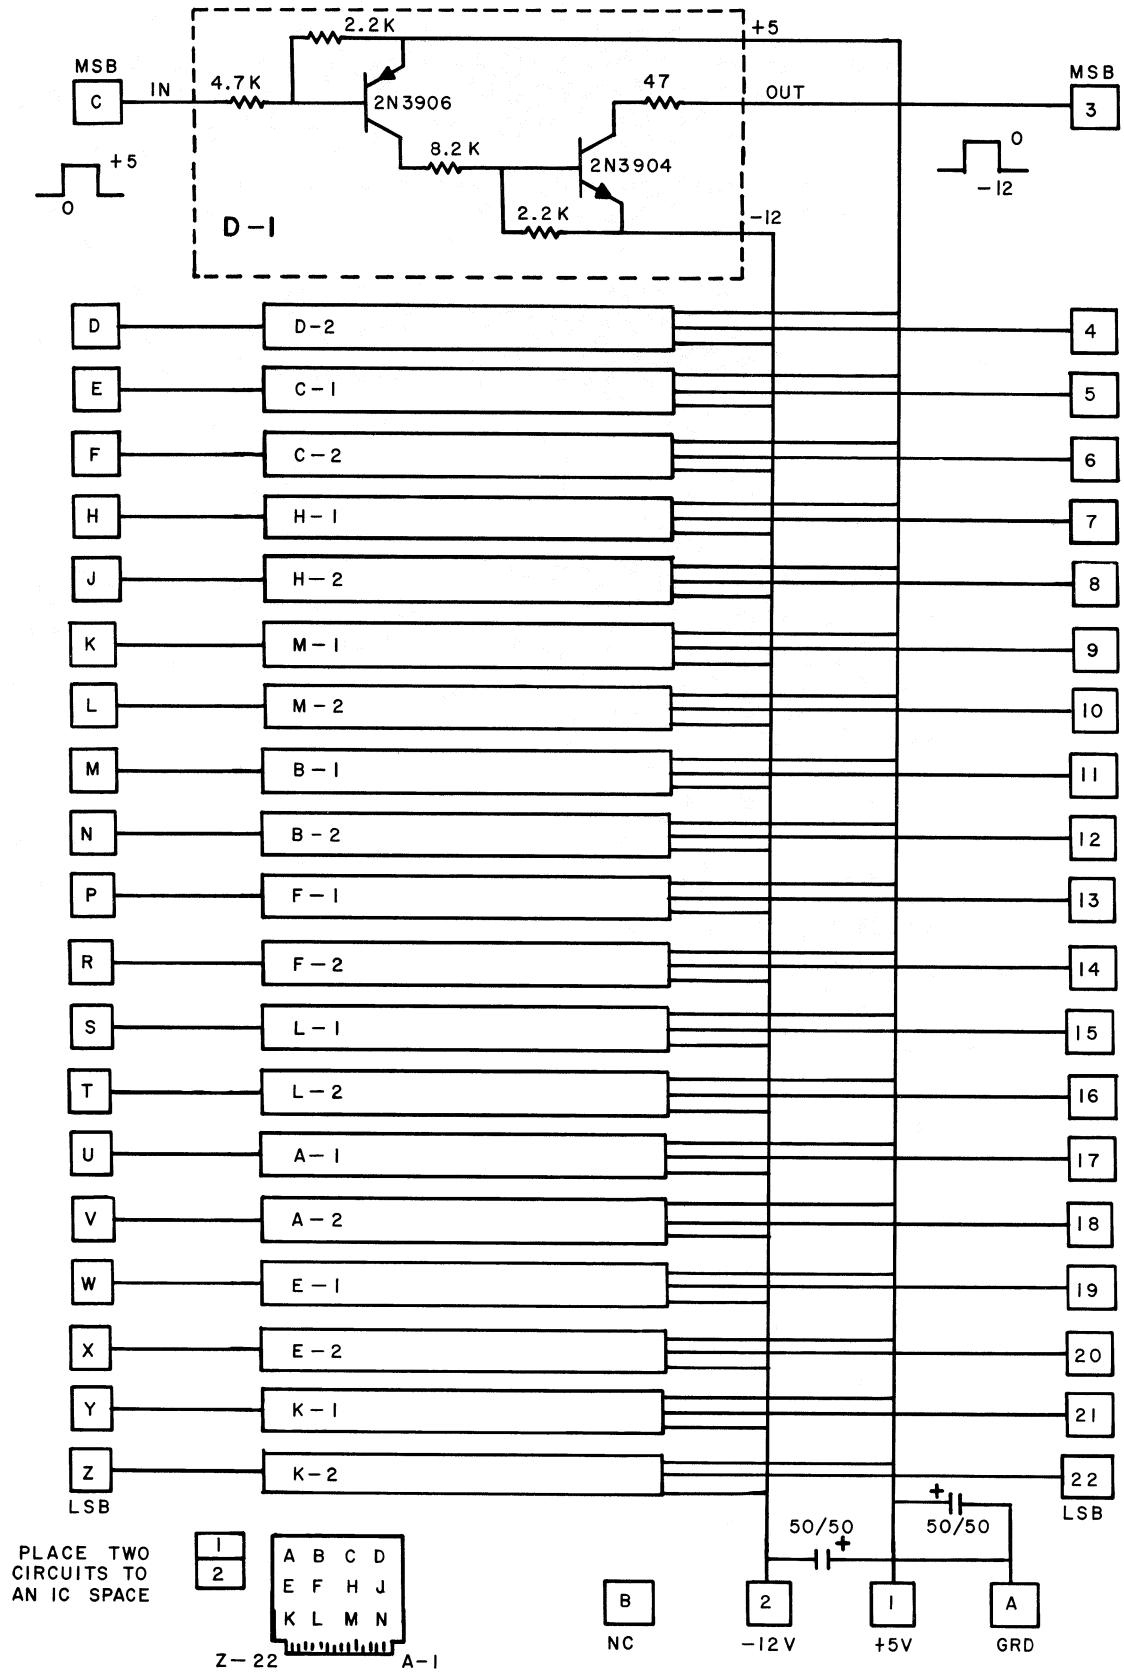 2.2K
+5
MSB
C
IN
4.7K
2N3906
47
OUT
MSB
3
+5
0
8.2K
2N3904
0
-12
D-1
2.2K
-12
D D-2 4
E C-1 5
F C-2 6
H H-1 7
J H-2 8
K M-1 9
L M-2 10
M B-1 11
N B-2 12
P F-1 13
R F-2 14
S L-1 15
T L-2 16
U A-1 17
V A-2 18
W E-1 19
X E-2 20
Y K-1 21
Z K-2 22
LSB
LSB
+
50/50
50/50
+
PLACE TWO
CIRCUITS TO
AN IC SPACE
1
2
A B C D
E F H J
K L M N
Z-22
A-1
B
NC
2
-12V
1
+5V
A
GRD